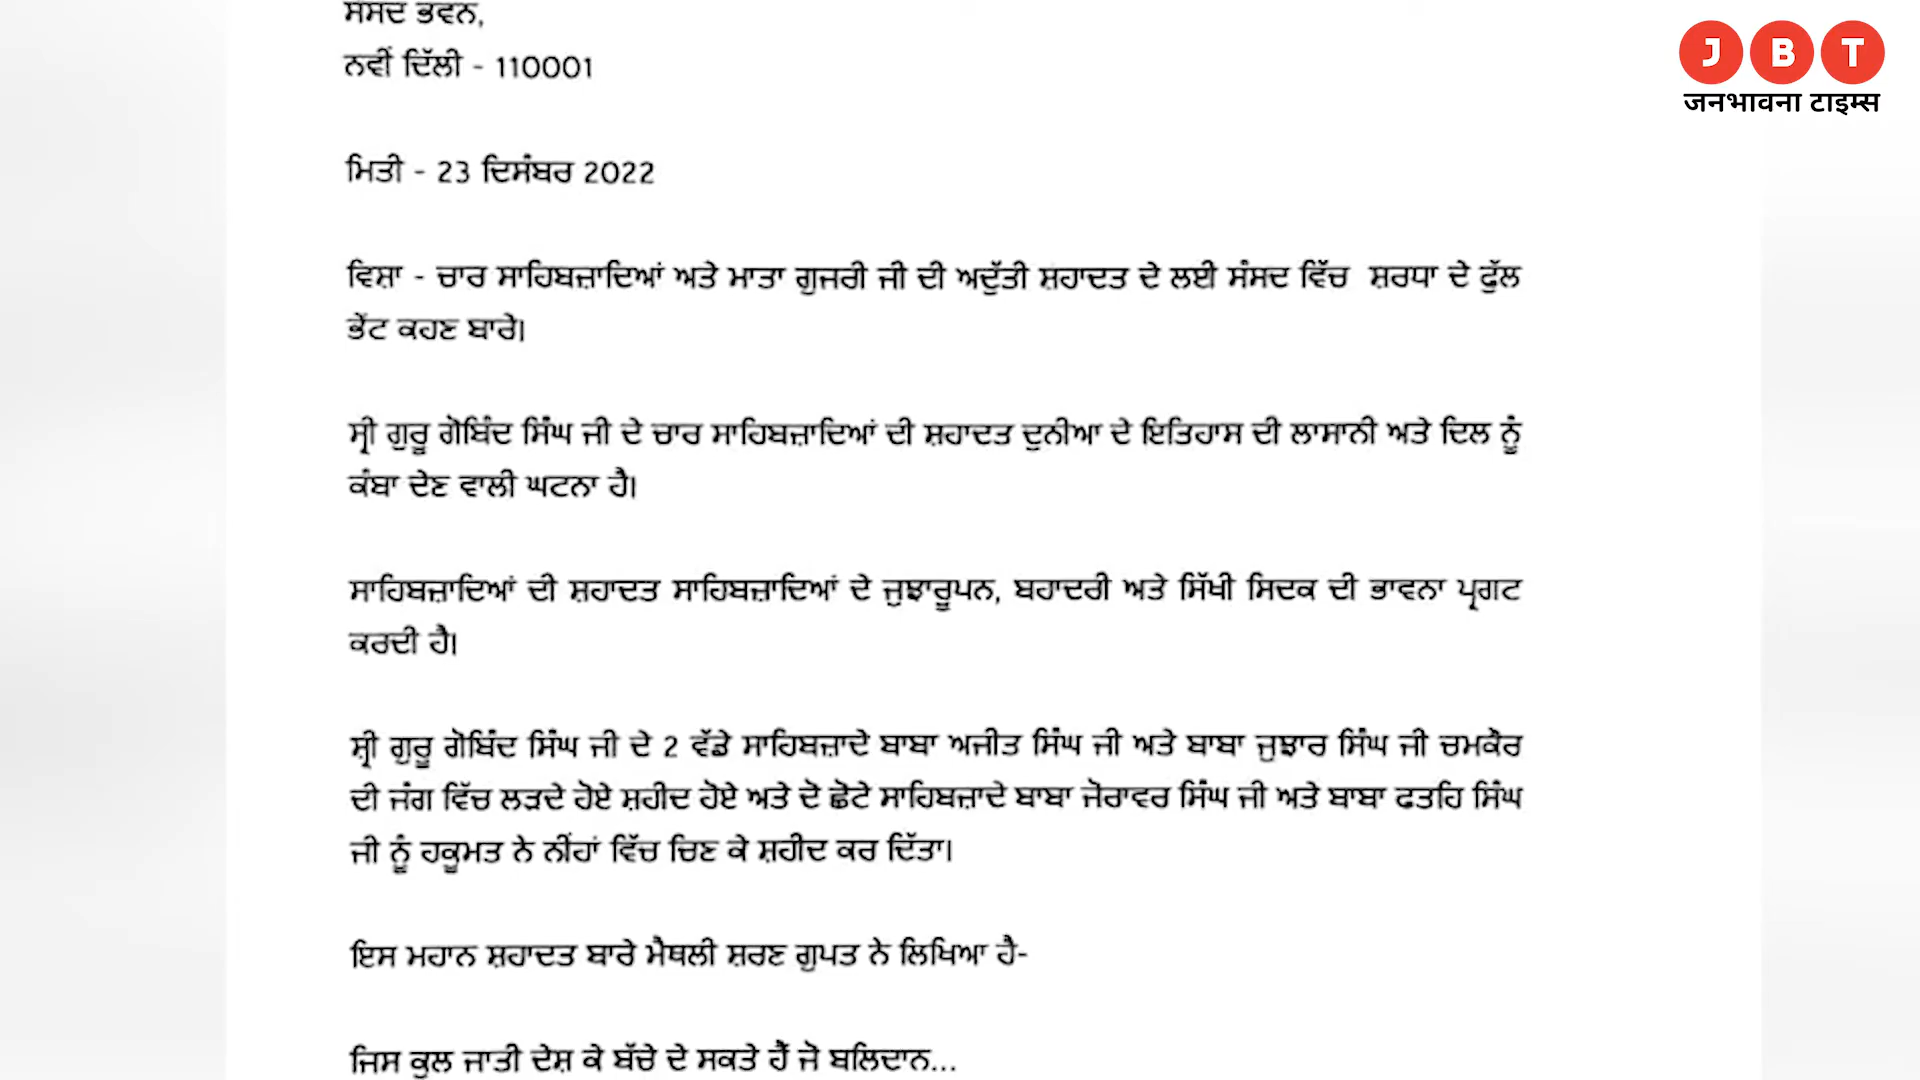 ਸੰਸਦ ਭਵਨ,
ਨਵੀਂ ਦਿੱਲੀ - 110001
J B T
जनभावना टाइम्स
ਮਿਤੀ - 23 ਦਿਸੰਬਰ 2022
ਵਿਸ਼ਾ - ਚਾਰ ਸਾਹਿਬਜ਼ਾਦਿਆਂ ਅਤੇ ਮਾਤਾ ਗੁਜਰੀ ਜੀ ਦੀ ਅਦੁੱਤੀ ਸ਼ਹਾਦਤ ਦੇ ਲਈ ਸੰਸਦ ਵਿੱਚ ਸ਼ਰਧਾ ਦੇ ਫੁੱਲ
ਭੇਂਟ ਕਹਣ ਬਾਰੇ।
ਸ੍ਰੀ ਗੁਰੂ ਗੋਬਿੰਦ ਸਿੰਘ ਜੀ ਦੇ ਚਾਰ ਸਾਹਿਬਜ਼ਾਦਿਆਂ ਦੀ ਸ਼ਹਾਦਤ ਦੁਨੀਆ ਦੇ ਇਤਿਹਾਸ ਦੀ ਲਾਸਾਨੀ ਅਤੇ ਦਿਲ ਨੂੰ
ਕੰਬਾ ਦੇਣ ਵਾਲੀ ਘਟਨਾ ਹੈ।
ਸਾਹਿਬਜ਼ਾਦਿਆਂ ਦੀ ਸ਼ਹਾਦਤ ਸਾਹਿਬਜ਼ਾਦਿਆਂ ਦੇ ਜੁਝਾਰੂਪਨ, ਬਹਾਦਰੀ ਅਤੇ ਸਿੱਖੀ ਸਿਦਕ ਦੀ ਭਾਵਨਾ ਪ੍ਰਗਟ
ਕਰਦੀ ਹੈ।
ਸ਼੍ਰੀ ਗੁਰੂ ਗੋਬਿੰਦ ਸਿੰਘ ਜੀ ਦੇ 2 ਵੱਡੇ ਸਾਹਿਬਜ਼ਾਦੇ ਬਾਬਾ ਅਜੀਤ ਸਿੰਘ ਜੀ ਅਤੇ ਬਾਬਾ ਜੁਝਾਰ ਸਿੰਘ ਜੀ ਚਮਕੌਰ
ਦੀ ਜੰਗ ਵਿੱਚ ਲੜਦੇ ਹੋਏ ਸ਼ਹੀਦ ਹੋਏ ਅਤੇ ਦੋ ਛੋਟੇ ਸਾਹਿਬਜ਼ਾਦੇ ਬਾਬਾ ਜੋਰਾਵਰ ਸਿੰਘ ਜੀ ਅਤੇ ਬਾਬਾ ਫਤਹਿ ਸਿੰਘ
ਜੀ ਨੂੰ ਹਕੂਮਤ ਨੇ ਨੀਂਹਾਂ ਵਿੱਚ ਚਿਣ ਕੇ ਸ਼ਹੀਦ ਕਰ ਦਿੱਤਾ।
ਇਸ ਮਹਾਨ ਸ਼ਹਾਦਤ ਬਾਰੇ ਮੈਥਲੀ ਸ਼ਰਣ ਗੁਪਤ ਨੇ ਲਿਖਿਆ ਹੈ-
ਜਿਸ ਕੁਲ ਜਾਤੀ ਦੇਸ਼ ਕੇ ਬੱਚੇ ਦੇ ਸਕਤੇ ਹੈਂ ਜੋ ਬਲਿਦਾਨ...